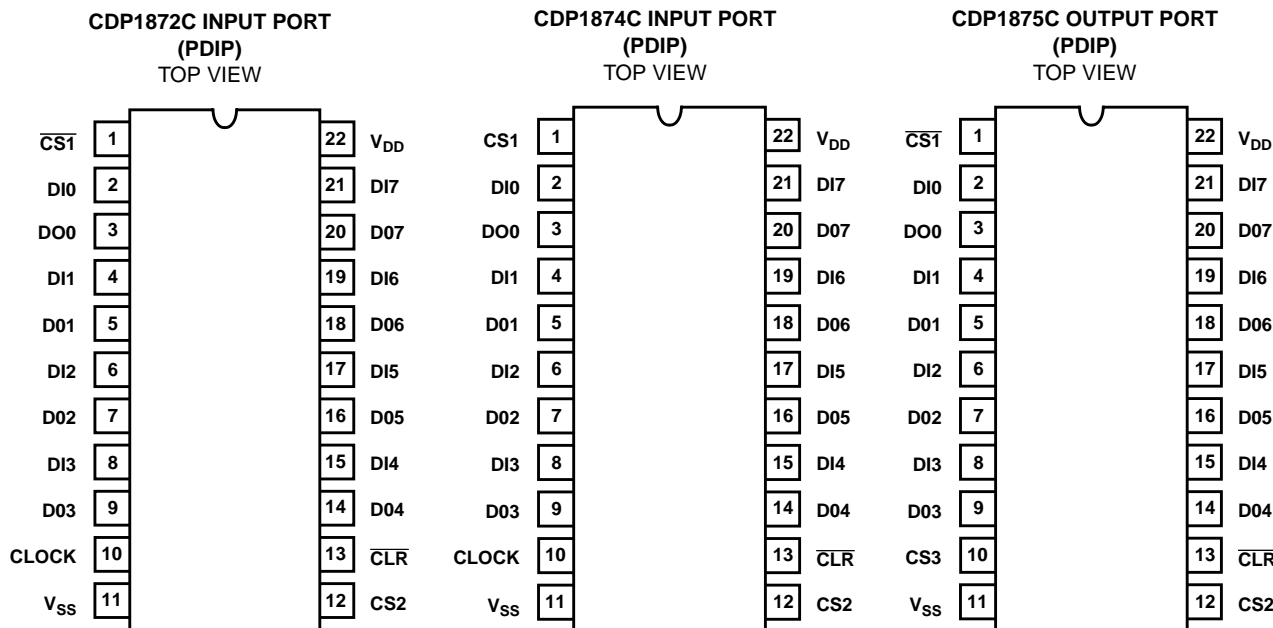 CDP1872C INPUT PORT
(PDIP)
TOP VIEW
C̅S̅1̅ 1 22 VDD
DI0 2 21 DI7
DO0 3 20 D07
DI1 4 19 DI6
D01 5 18 D06
DI2 6 17 DI5
D02 7 16 D05
DI3 8 15 DI4
D03 9 14 D04
CLOCK 10 13 C̅L̅R̅
VSS 11 12 CS2
CDP1874C INPUT PORT
(PDIP)
TOP VIEW
CS1 1 22 VDD
DI0 2 21 DI7
DO0 3 20 D07
DI1 4 19 DI6
D01 5 18 D06
DI2 6 17 DI5
D02 7 16 D05
DI3 8 15 DI4
D03 9 14 D04
CLOCK 10 13 C̅L̅R̅
VSS 11 12 CS2
CDP1875C OUTPUT PORT
(PDIP)
TOP VIEW
C̅S̅1̅ 1 22 VDD
DI0 2 21 DI7
DO0 3 20 D07
DI1 4 19 DI6
D01 5 18 D06
DI2 6 17 DI5
D02 7 16 D05
DI3 8 15 DI4
D03 9 14 D04
CS3 10 13 C̅L̅R̅
VSS 11 12 CS2